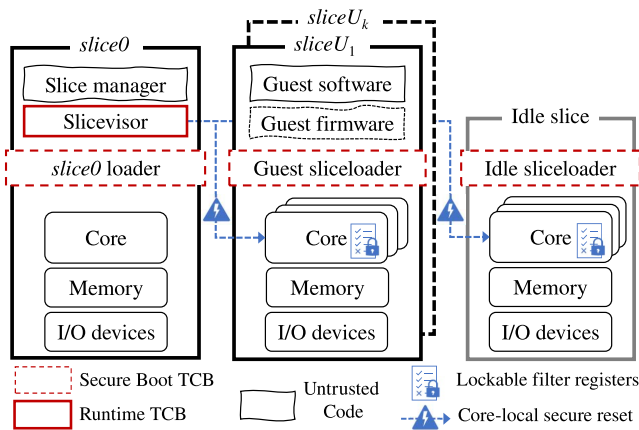 slice0
Slice manager
Slicevisor
slice0 loader
Core
Memory
I/O devices
sliceUk
sliceU1
Guest software
Guest firmware
Guest sliceloader
Core
Memory
I/O devices
Idle slice
Idle sliceloader
Core
Memory
I/O devices
Secure Boot TCB
Runtime TCB
Untrusted
Code
Lockable filter registers
Core-local secure reset